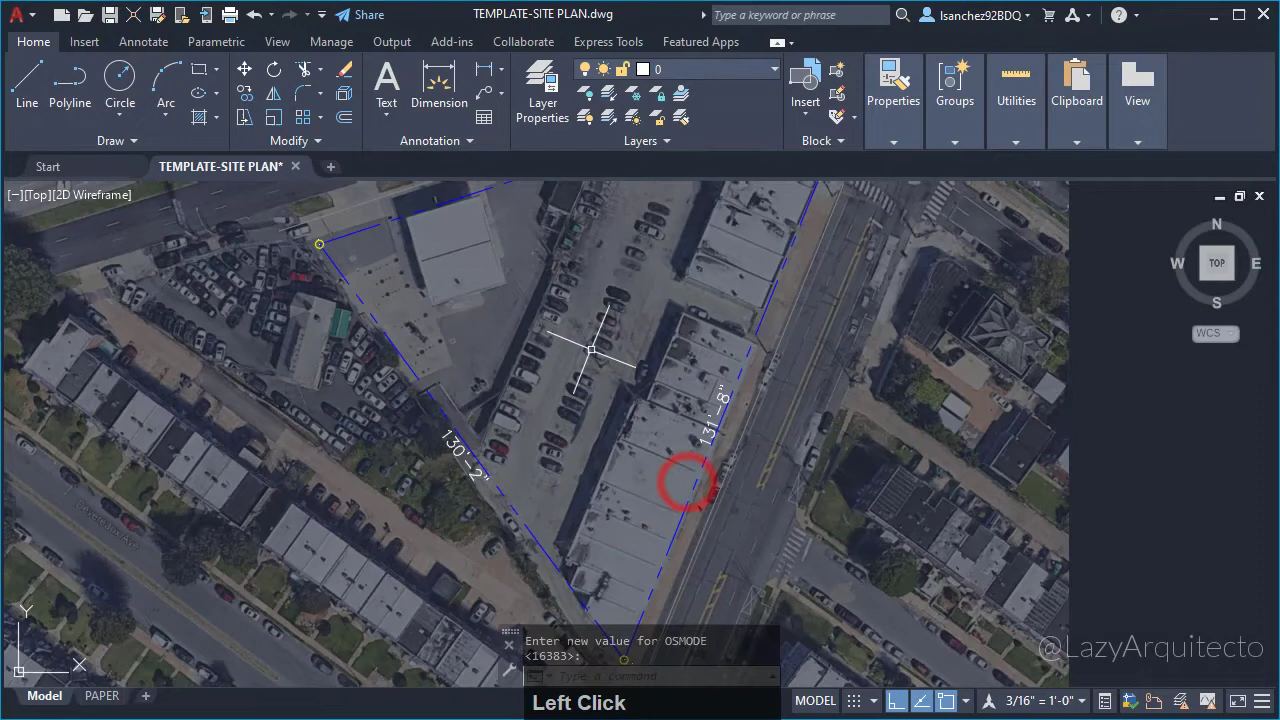 Share
TEMPLATE-SITE PLAN.dwg
Type a keyword or phrase
lsanchez92BDQ
Home Insert Annotate Parametric View Manage Output Add-ins Collaborate Express Tools Featured Apps
0
Line Polyline Circle Arc
Text Dimension
Layer
Properties
Insert
Properties Groups Utilities Clipboard View
Draw Modify Annotation Layers Block
Start TEMPLATE-SITE PLAN*
[−][Top][2D Wireframe]
N
W TOP E
S
WCS
131'-8"
130'-2"
Y
X
Enter new value for OSMODE
<16383>:
Type a command
@LazyArquitecto
Model PAPER
Left Click
MODEL 3/16" = 1'-0"